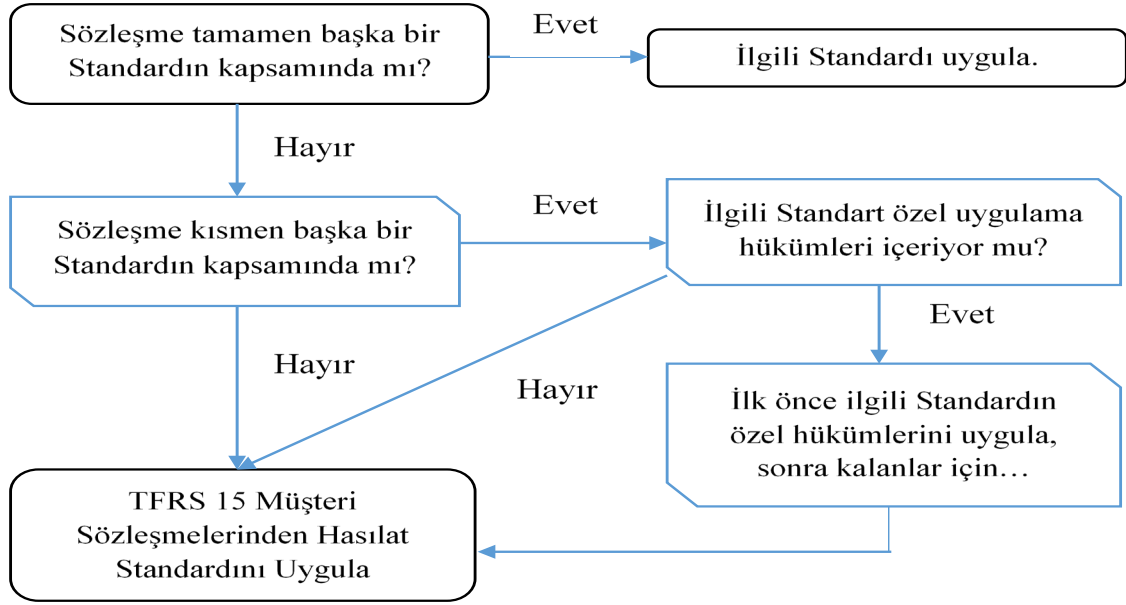 Sözleşme tamamen başka bir
Standardın kapsamında mı?
Evet
İlgili Standardı uygula.
Hayır
Sözleşme kısmen başka bir
Standardın kapsamında mı?
Evet
İlgili Standart özel uygulama
hükümleri içeriyor mu?
Hayır
Hayır
Evet
İlk önce ilgili Standardın
özel hükümlerini uygula,
sonra kalanlar için…
TFRS 15 Müşteri
Sözleşmelerinden Hasılat
Standardını Uygula